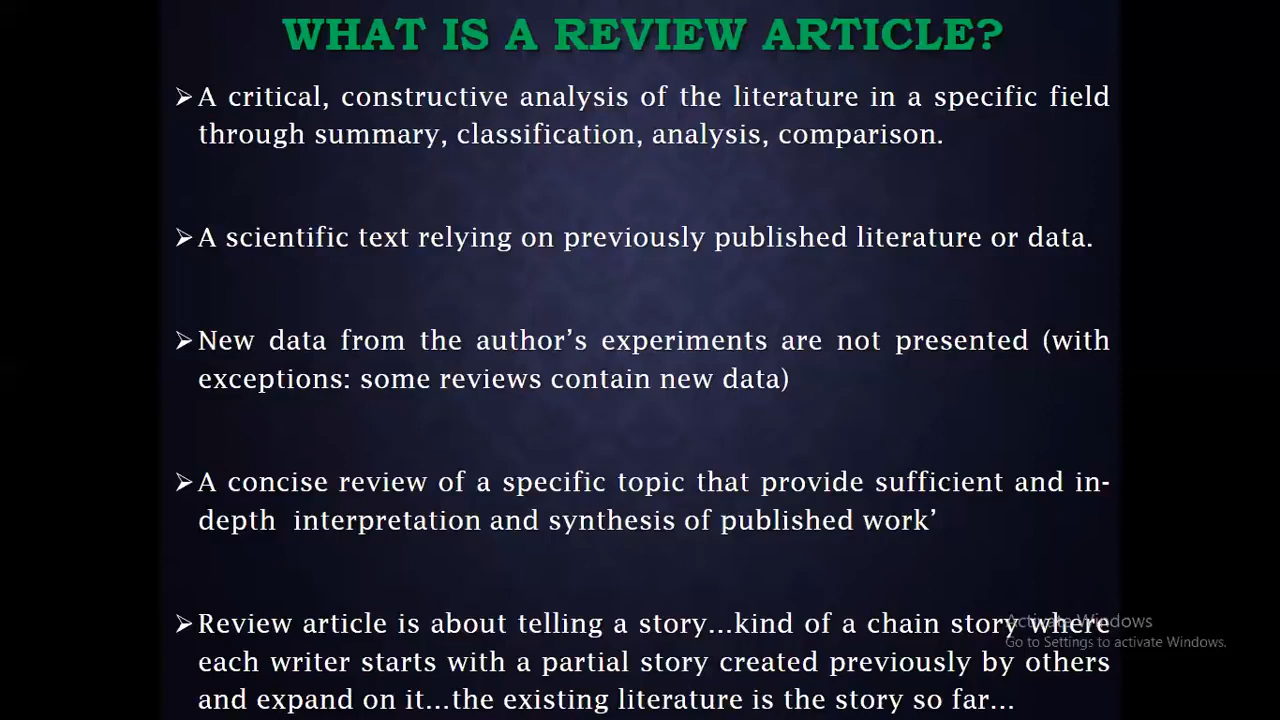 WHAT IS A REVIEW ARTICLE?
➢A critical, constructive analysis of the literature in a specific field
through summary, classification, analysis, comparison.
➢A scientific text relying on previously published literature or data.
➢New data from the author’s experiments are not presented (with
exceptions: some reviews contain new data)
➢A concise review of a specific topic that provide sufficient and in-
depth interpretation and synthesis of published work’
➢Review article is about telling a story...kind of a chain story where
each writer starts with a partial story created previously by others
and expand on it...the existing literature is the story so far...
Activate Windows
Go to Settings to activate Windows.